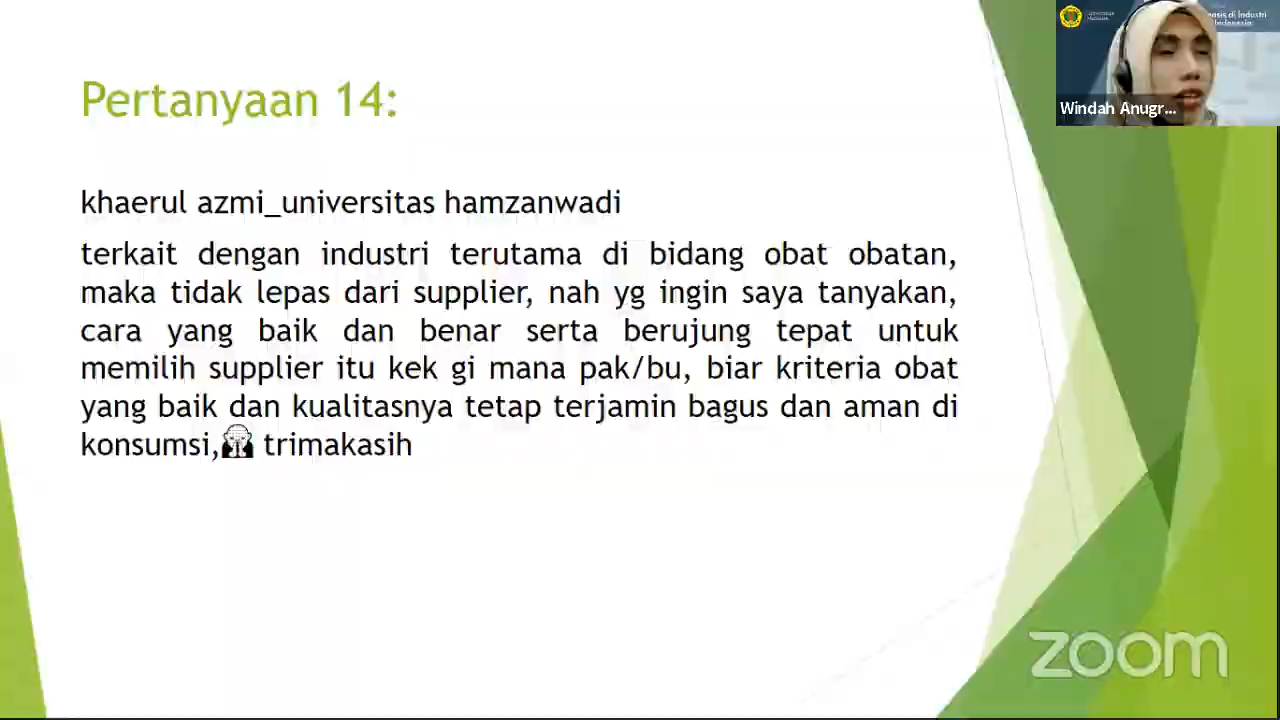 Pertanyaan 14:
khaerul azmi_universitas hamzanwadi
terkait dengan industri terutama di bidang obat obatan,
maka tidak lepas dari supplier, nah yg ingin saya tanyakan,
cara yang baik dan benar serta berujung tepat untuk
memilih supplier itu kek gi mana pak/bu, biar kriteria obat
yang baik dan kualitasnya tetap terjamin bagus dan aman di
konsumsi, trimakasih
di Industri
Indonesia
Windah Anugr...
zoom